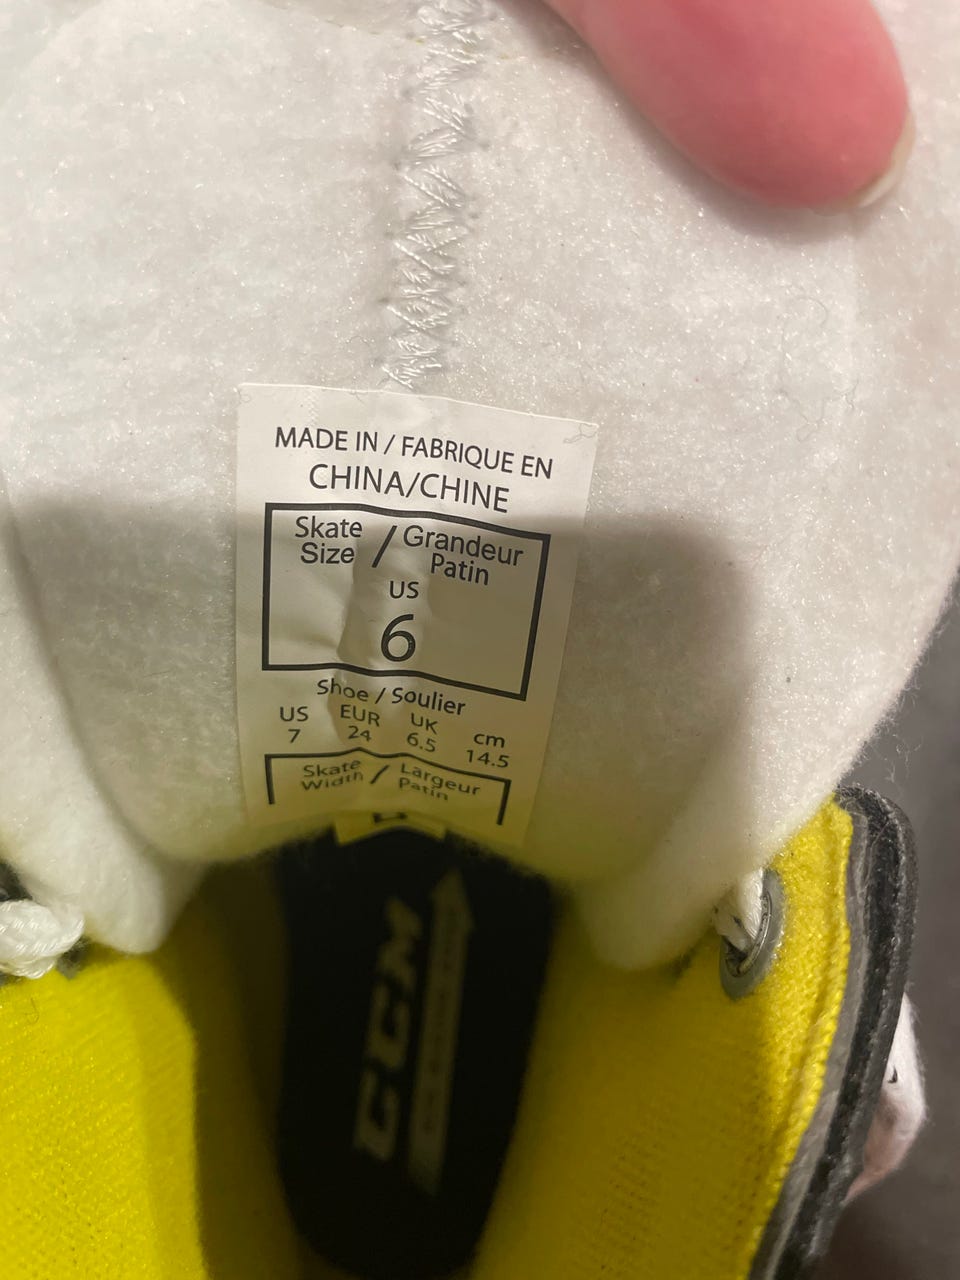 MADE IN / FABRIQUE EN
CHINA/CHINE
Skate Size / Grandeur Patin
US
6
Shoe / Soulier
US EUR UK cm
7 24 6.5 14.5
Skate Width / Largeur Patin
CCM